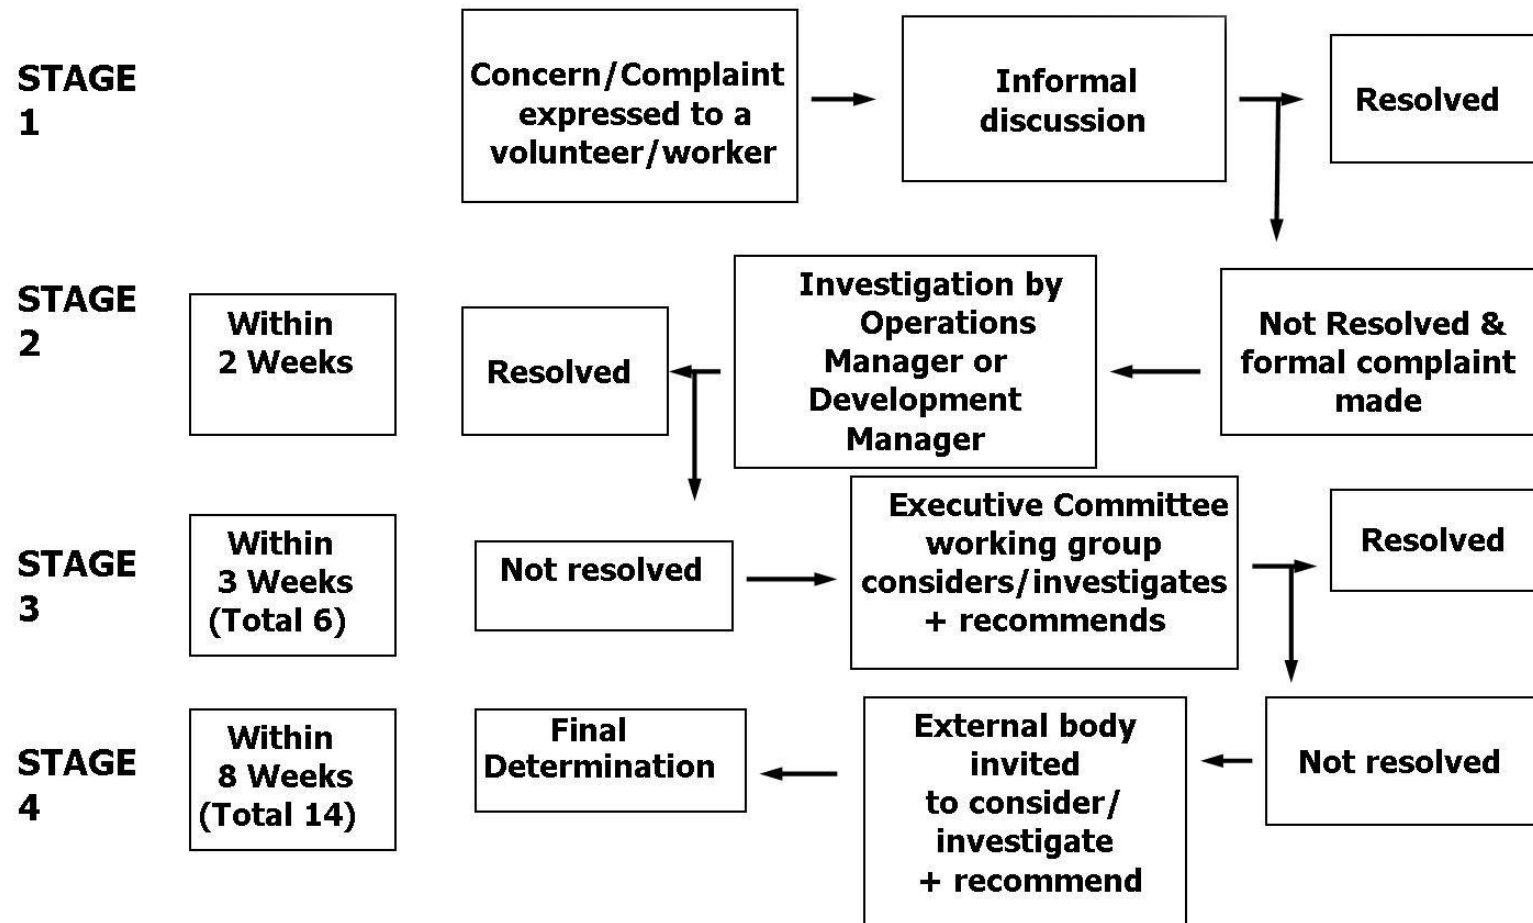 STAGE
1
Concern/Complaint
expressed to a
volunteer/worker
Informal
discussion
Resolved
STAGE
2
Within
2 Weeks
Resolved
Investigation by
Operations
Manager or
Development
Manager
Not Resolved &
formal complaint
made
STAGE
3
Within
3 Weeks
(Total 6)
Not resolved
Executive Committee
working group
considers/investigates
+ recommends
Resolved
STAGE
4
Within
8 Weeks
(Total 14)
Final
Determination
External body
invited
to consider/
investigate
+ recommend
Not resolved